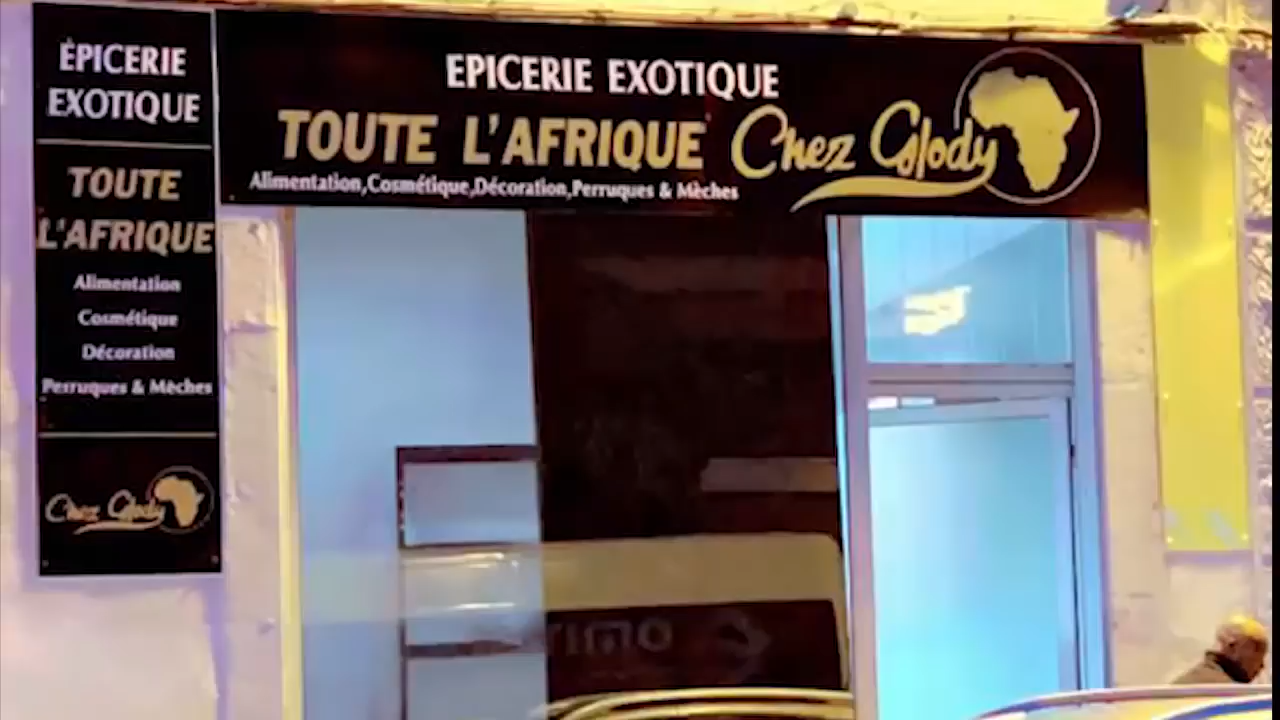 ÉPICERIE
EXOTIQUE
TOUTE
L'AFRIQUE
Alimentation
Cosmétique
Décoration
Perruques & Mèches
Chez Glody
EPICERIE EXOTIQUE
TOUTE L'AFRIQUE Chez Glody
Alimentation,Cosmétique,Décoration,Perruques & Mèches